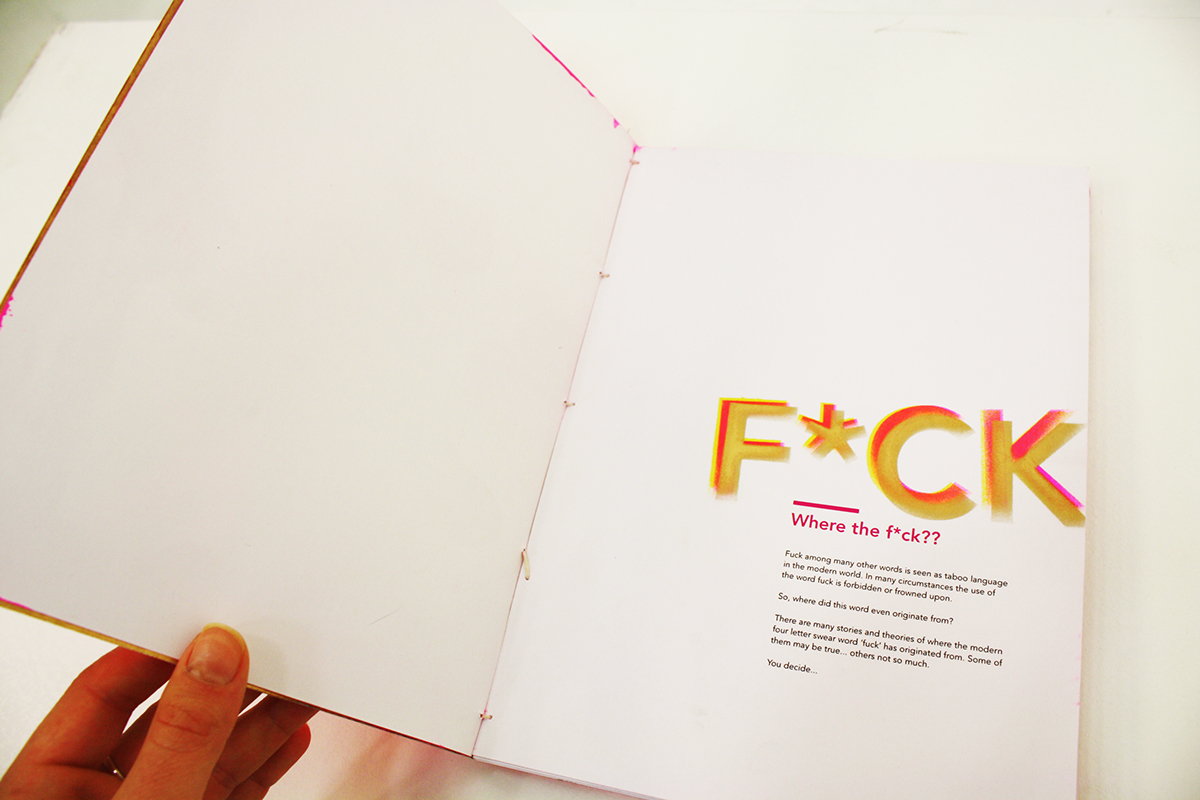 F*CK
Where the f*ck??
Fuck among many other words is seen as taboo language
in the modern world. In many circumstances the use of
the word fuck is forbidden or frowned upon.
So, where did this word even originate from?
There are many stories and theories of where the modern
four letter swear word 'fuck' has originated from. Some of
them may be true... others not so much.
You decide...